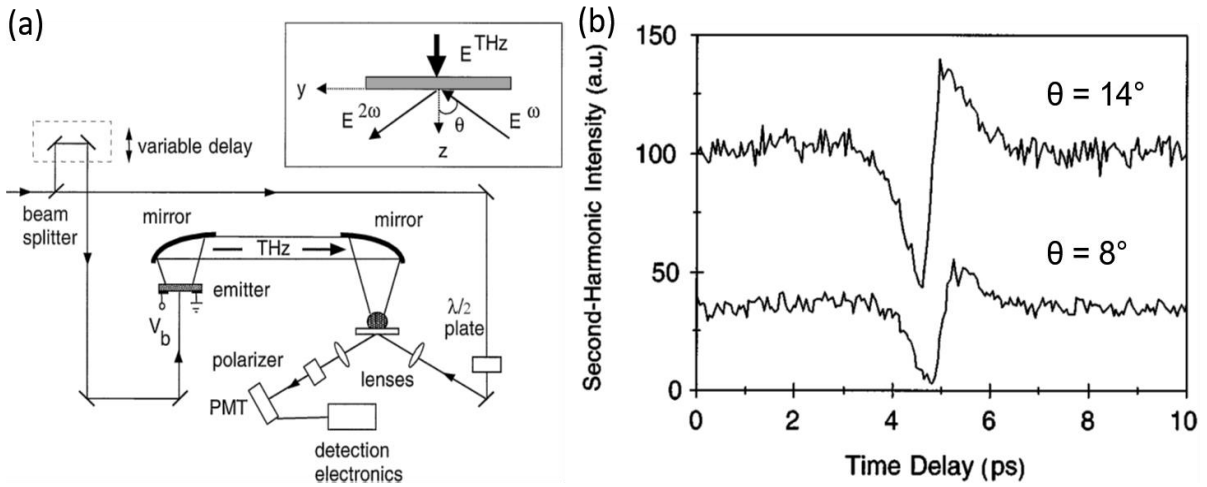 (a)
E THz
y
E 2ω
θ
E ω
z
variable delay
beam
splitter
mirror
mirror
THz
emitter
V b
λ/2
plate
polarizer
lenses
PMT
detection
electronics
(b)
Second-Harmonic Intensity (a.u.)
150
100
50
0
θ = 14°
θ = 8°
0 2 4 6 8 10
Time Delay (ps)